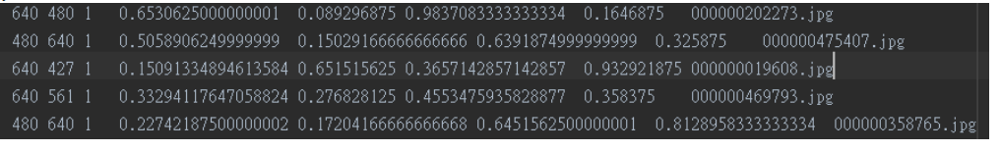 640 480 1 0.6530625000000001 0.089296875 0.9837083333333334 0.1646875 000000202273.jpg
480 640 1 0.5058906249999999 0.15029166666666666 0.6391874999999999 0.325875 000000475407.jpg
640 427 1 0.15091334894613584 0.651515625 0.3657142857142857 0.932921875 000000019608.jpg
640 561 1 0.33294117647058824 0.276828125 0.4553475935828877 0.358375 000000469793.jpg
480 640 1 0.22742187500000002 0.17204166666666668 0.6451562500000001 0.8128958333333334 000000358765.jpg